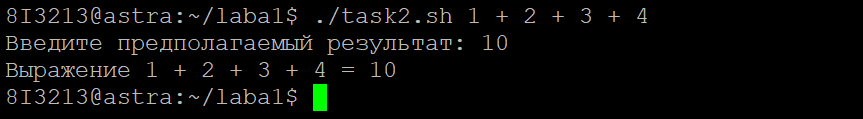 8I3213@astra:~/laba1$ ./task2.sh 1 + 2 + 3 + 4
Введите предполагаемый результат: 10
Выражение 1 + 2 + 3 + 4 = 10
8I3213@astra:~/laba1$